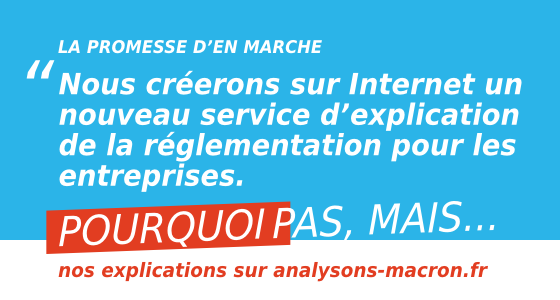 LA PROMESSE D’EN MARCHE
“ Nous créerons sur Internet un
nouveau service d’explication
de la réglementation pour les
entreprises.
POURQUOI PAS, MAIS...
nos explications sur analysons-macron.fr